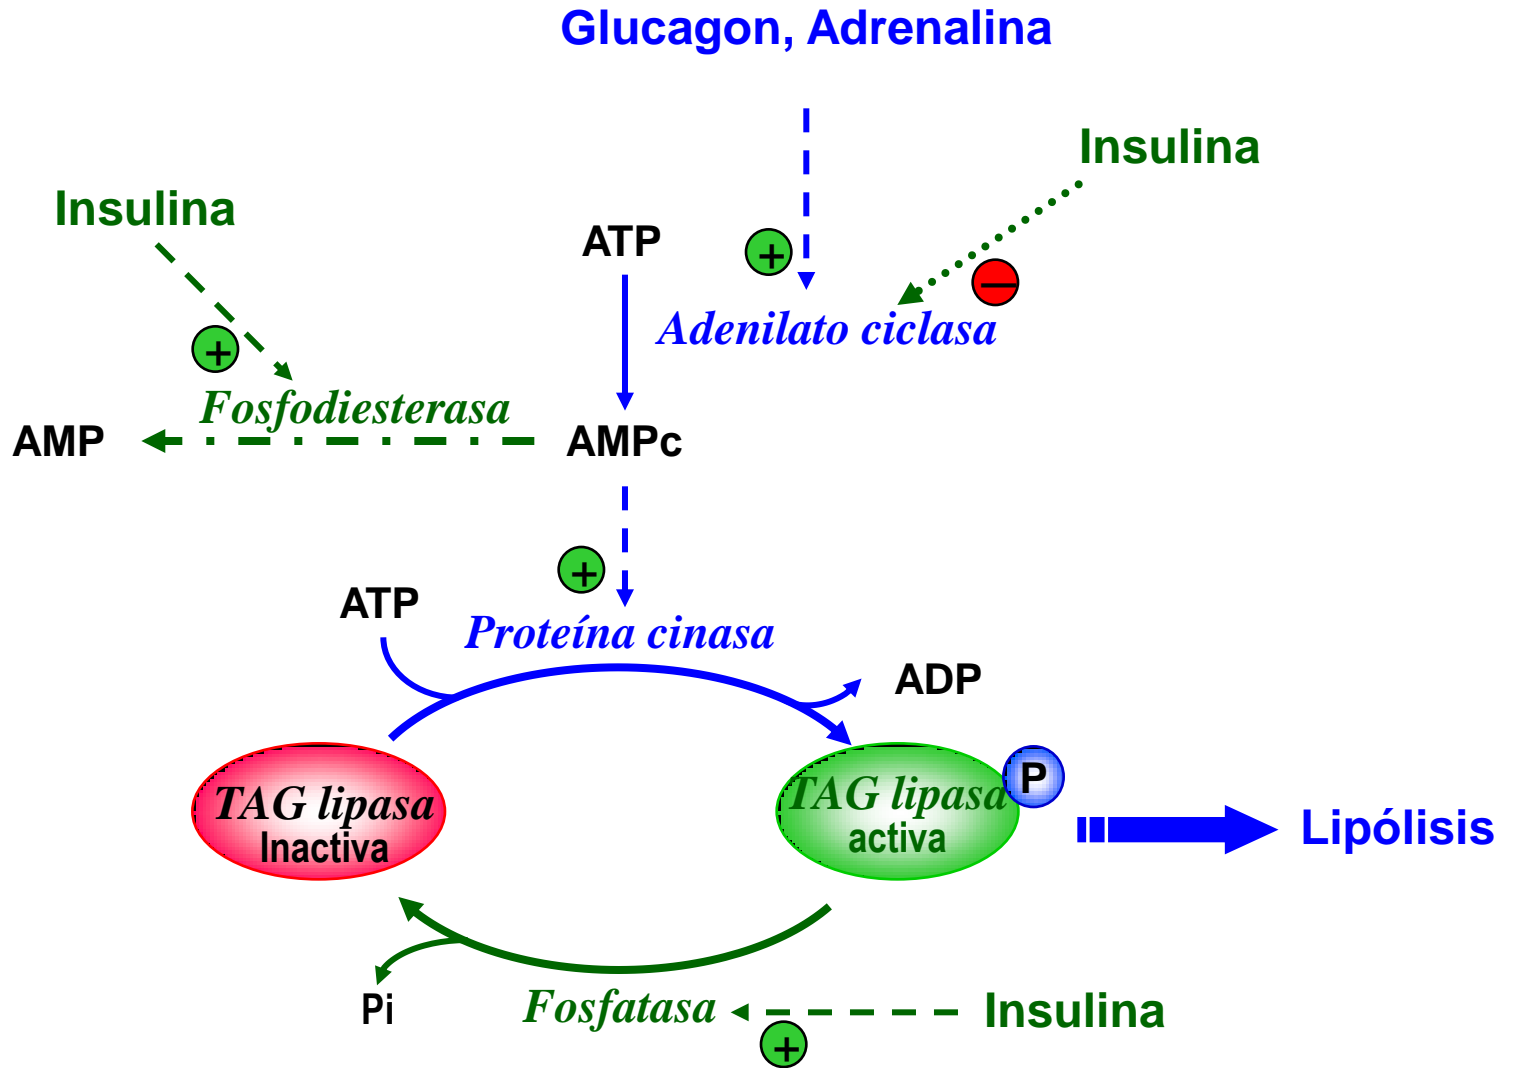 Glucagon, Adrenalina
Insulina
Insulina
ATP
+
Adenilato ciclasa
−
+
Fosfodiesterasa
AMP
AMPc
+
ATP
Proteína cinasa
ADP
TAG lipasa
Inactiva
TAG lipasa
activa
P
Lipólisis
Pi
Fosfatasa
Insulina
+